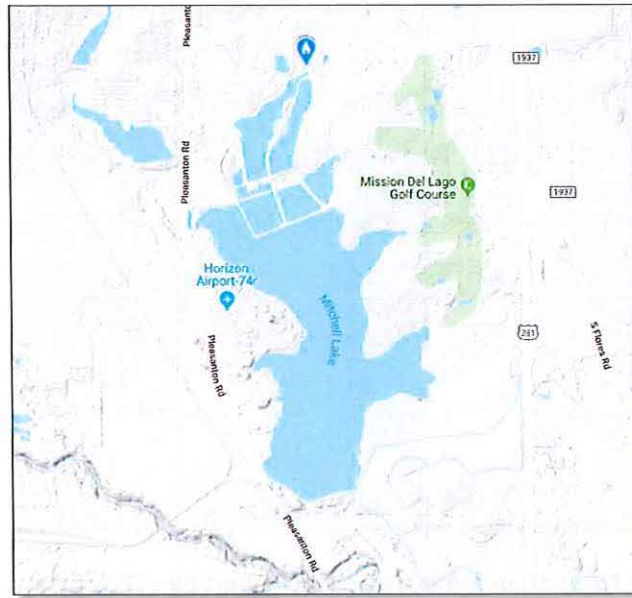 Pleasanto
1937
Pleasanton Rd
Mission Del Lago
Golf Course
1937
Horizon
Airport-74r
Mitchell Lake
281
S Flores Rd
Pleasanton Rd
Pleasanton Rd